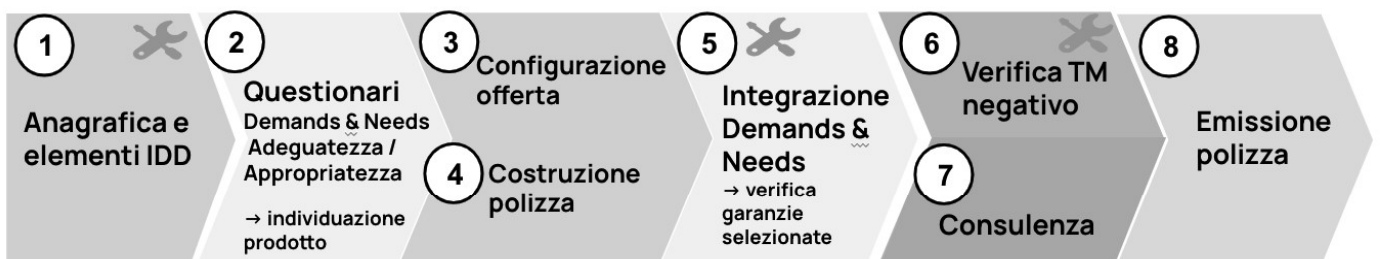 1
Anagrafica e
elementi IDD
2
Questionari
Demands & Needs
Adeguatezza /
Appropriatezza
→ individuazione
prodotto
3
Configurazione
offerta
4
Costruzione
polizza
5
Integrazione
Demands &
Needs
→ verifica
garanzie
selezionate
6
Verifica TM
negativo
7
Consulenza
8
Emissione
polizza